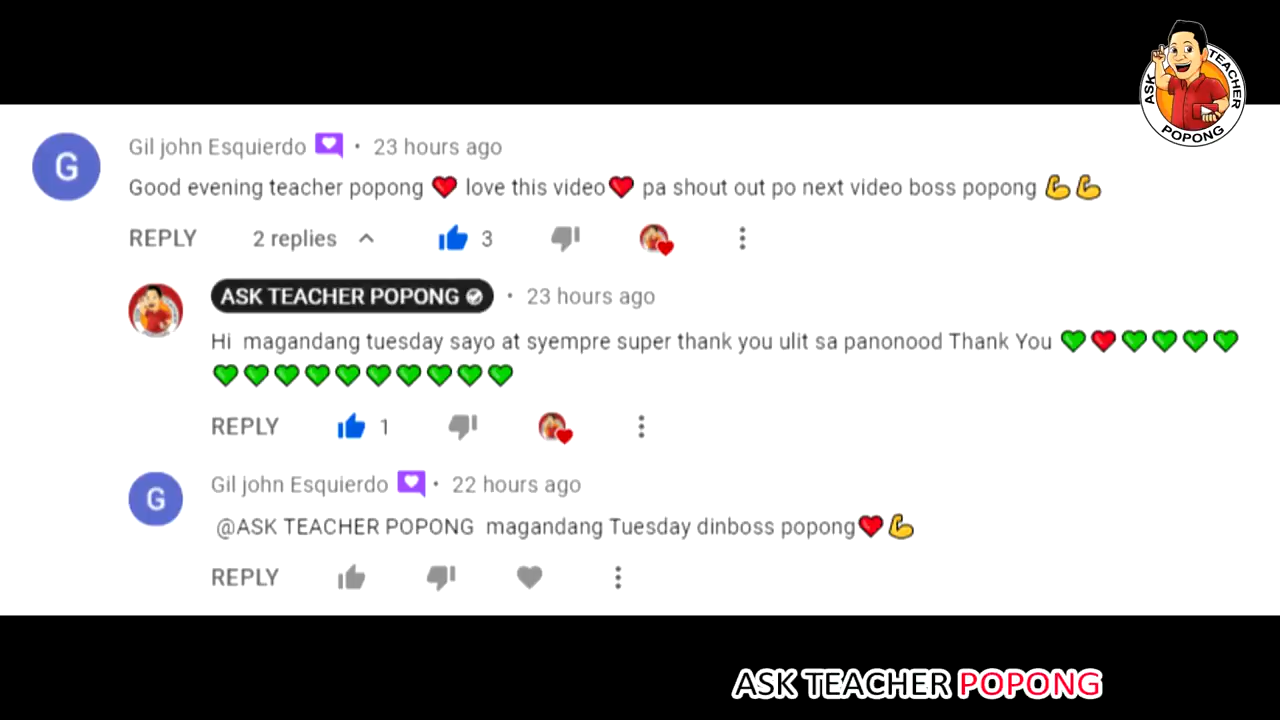 ASK TEACHER POPONG
Gil john Esquierdo • 23 hours ago
G
Good evening teacher popong ❤️ love this video❤️ pa shout out po next video boss popong 💪💪
REPLY 2 replies 3
ASK TEACHER POPONG • 23 hours ago
Hi magandang tuesday sayo at syempre super thank you ulit sa panonood Thank You 💚❤️💚💚💚💚
💚💚💚💚💚💚💚💚💚💚
REPLY 1
Gil john Esquierdo • 22 hours ago
G
@ASK TEACHER POPONG magandang Tuesday dinboss popong❤️💪
REPLY
ASK TEACHER POPONG